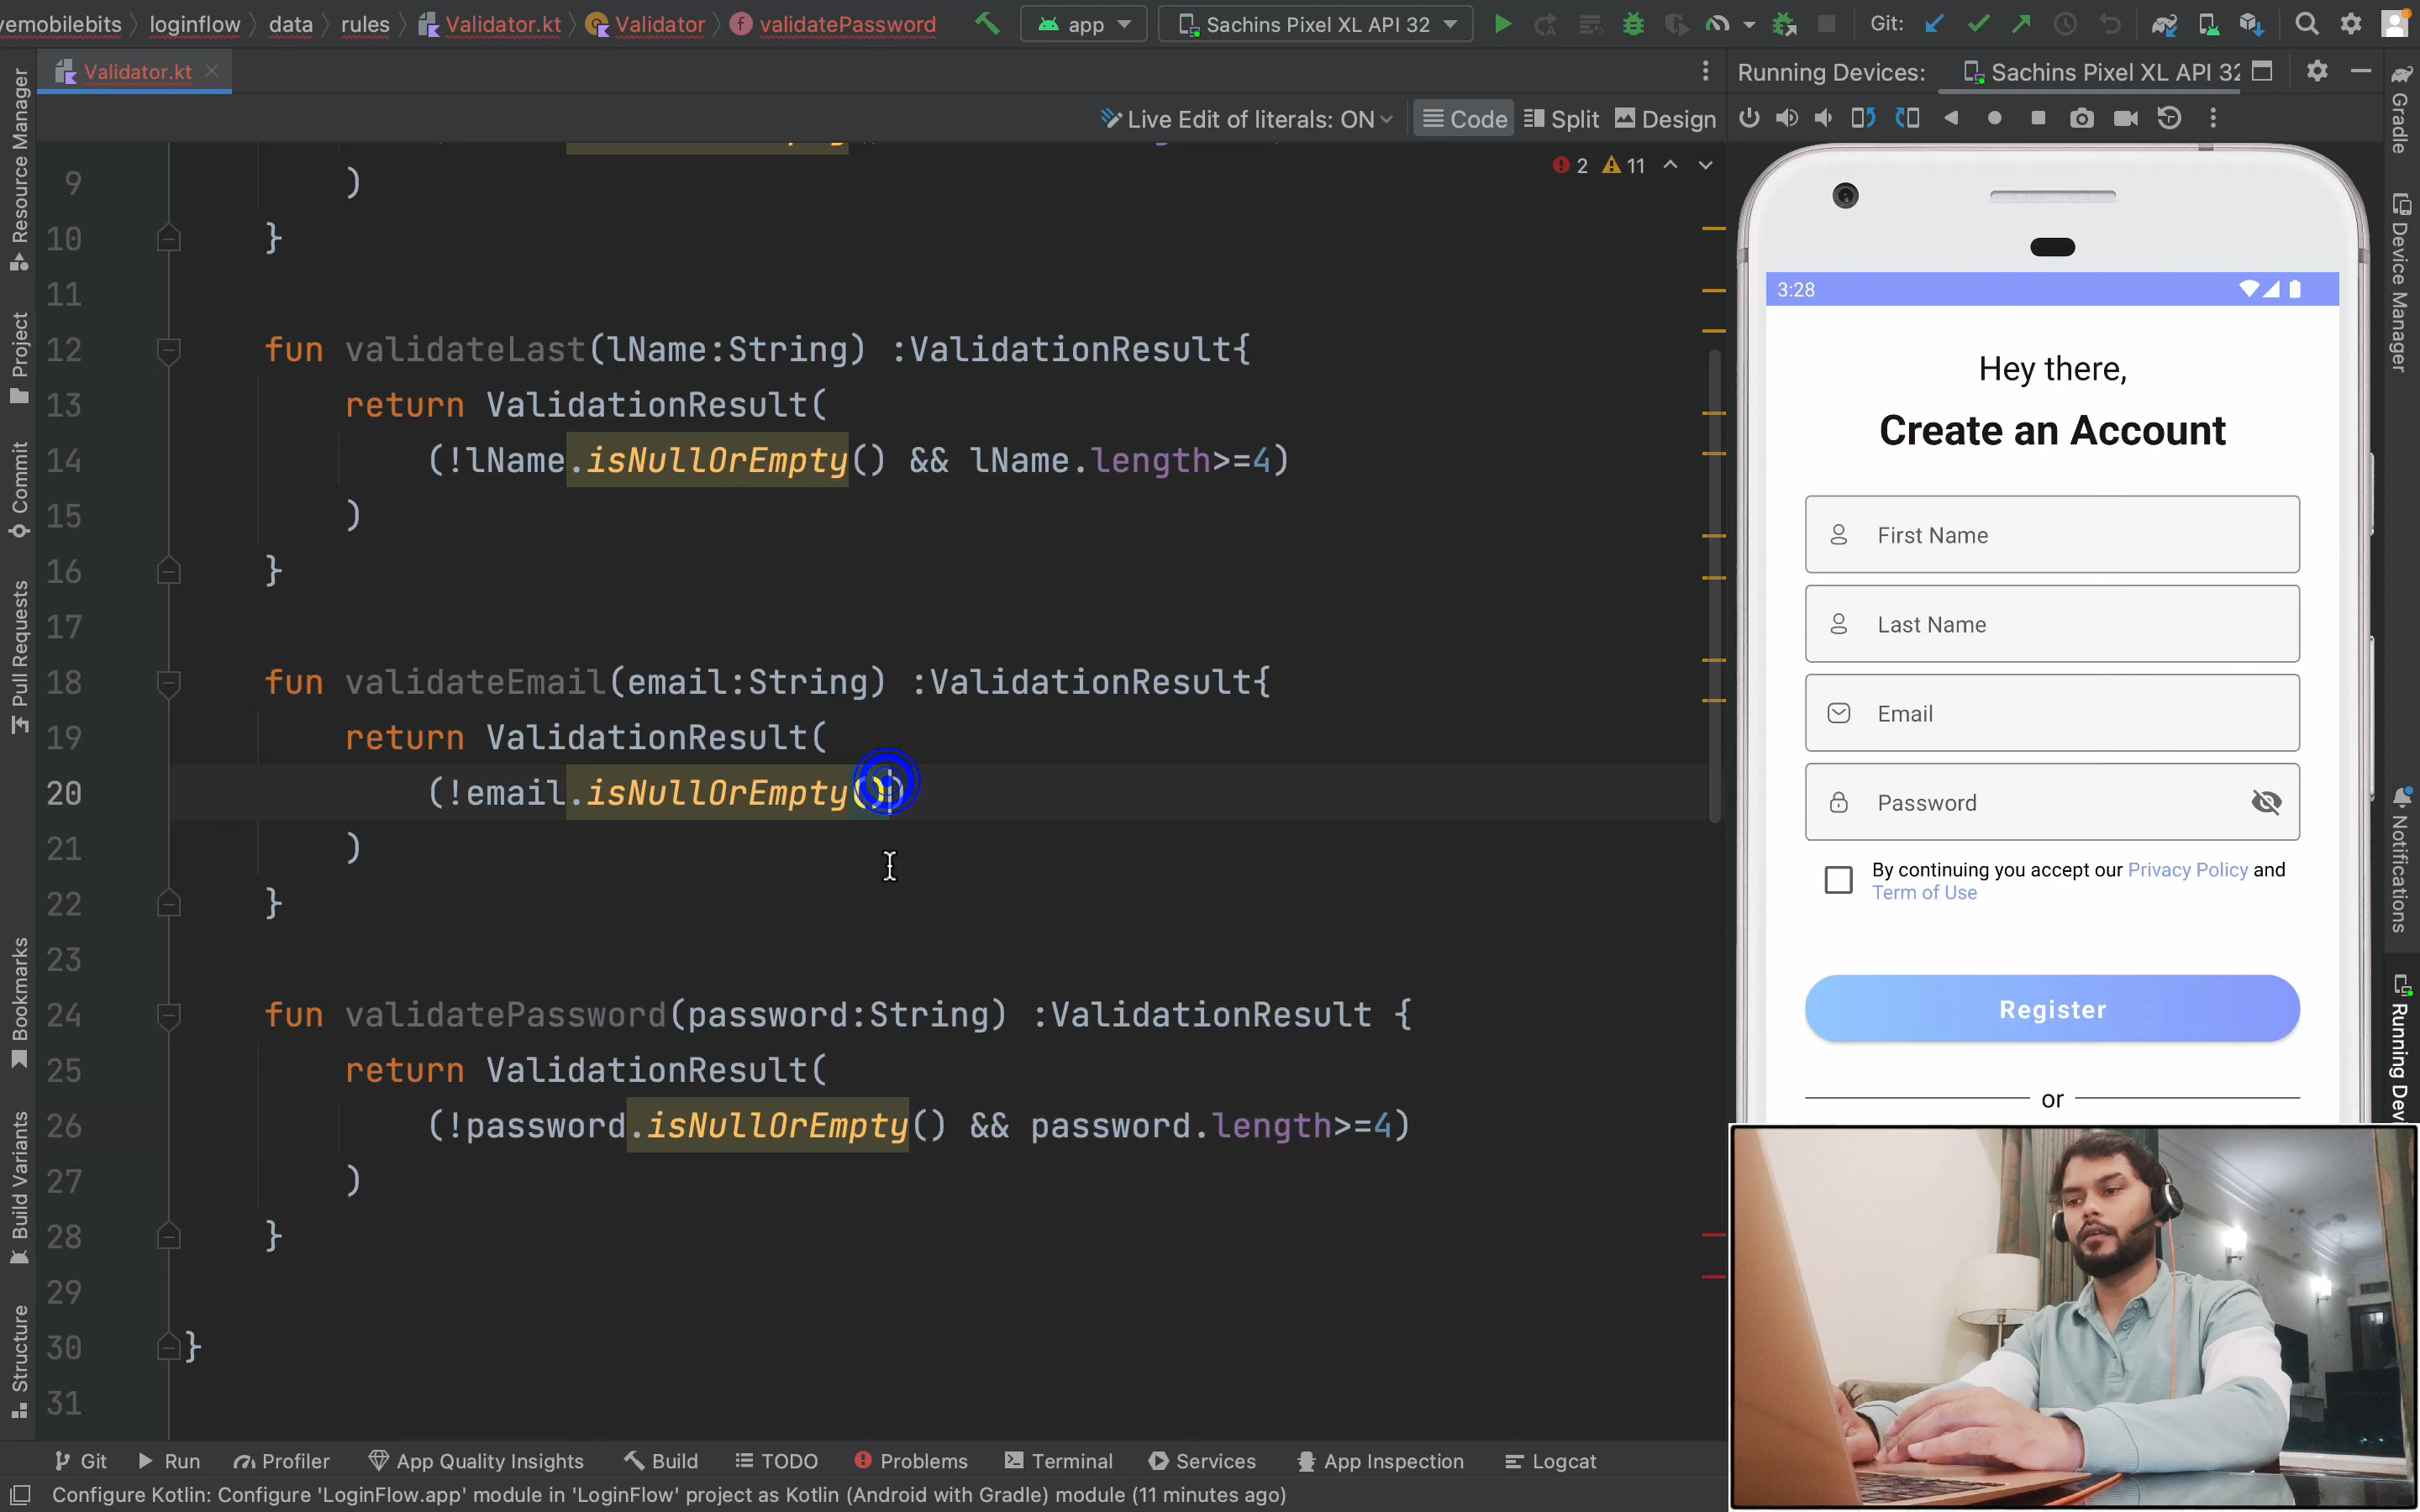 vemobilebits loginflow data rules Validator.kt Validator validatePassword app Sachins Pixel XL API 32 Git:
Validator.kt
Running Devices: Sachins Pixel XL API 32
Live Edit of literals: ON Code Split Design
2 11
9 )
10 }
11
12 fun validateLast(lName:String) :ValidationResult{
13 return ValidationResult(
14 (!lName.isNullOrEmpty() && lName.length>=4)
15 )
16 }
17
18 fun validateEmail(email:String) :ValidationResult{
19 return ValidationResult(
20 (!email.isNullOrEmpty())
21 )
22 }
23
24 fun validatePassword(password:String) :ValidationResult {
25 return ValidationResult(
26 (!password.isNullOrEmpty() && password.length>=4)
27 )
28 }
29
30 }
31
Resource Manager
Project
Commit
Pull Requests
Bookmarks
Build Variants
Structure
3:28
Hey there,
Create an Account
First Name
Last Name
Email
Password
By continuing you accept our Privacy Policy and
Term of Use
Register
or
Gradle
Device Manager
Notifications
Running Dev
Git Run Profiler App Quality Insights Build TODO Problems Terminal Services App Inspection Logcat
Configure Kotlin: Configure 'LoginFlow.app' module in 'LoginFlow' project as Kotlin (Android with Gradle) module (11 minutes ago)